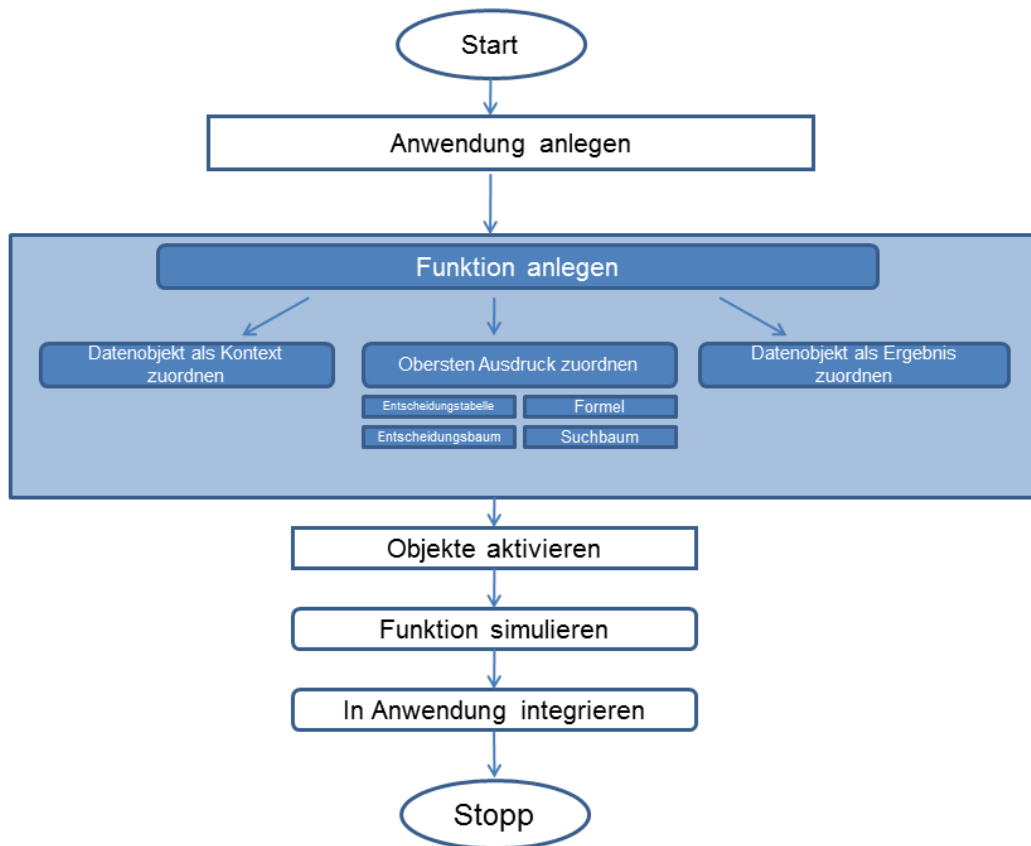 Start
Anwendung anlegen
Funktion anlegen
Datenobjekt als Kontext
zuordnen
Obersten Ausdruck zuordnen
Datenobjekt als Ergebnis
zuordnen
Entscheidungstabelle
Formel
Entscheidungsbaum
Suchbaum
Objekte aktivieren
Funktion simulieren
In Anwendung integrieren
Stopp